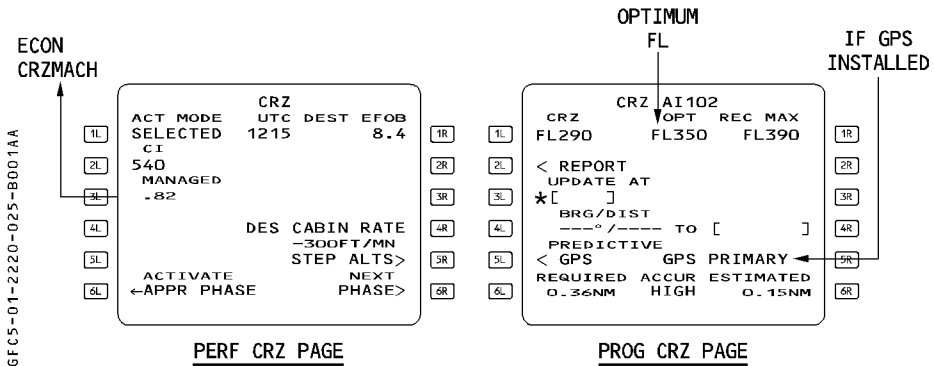 OPTIMUM
FL
ECON
CRZMACH
IF GPS
INSTALLED
CRZ
ACT MODE UTC DEST EFOB
1L SELECTED 1215 8.4 1R
CI
2L 540 2R
MANAGED
3L .82 3R
4L DES CABIN RATE 4R
-300FT/MN
5L STEP ALTS> 5R
ACTIVATE NEXT
6L ←APPR PHASE PHASE> 6R
PERF CRZ PAGE
CRZ AI102
CRZ OPT REC MAX
1L FL290 FL350 FL390 1R
2L < REPORT 2R
UPDATE AT
3L *[ ] 3R
BRG/DIST
4L ---°/---- TO [ ] 4R
PREDICTIVE
5L < GPS GPS PRIMARY 5R
REQUIRED ACCUR ESTIMATED
6L 0.36NM HIGH 0.15NM 6R
PROG CRZ PAGE
GFC5-01-2220-025-B001AA